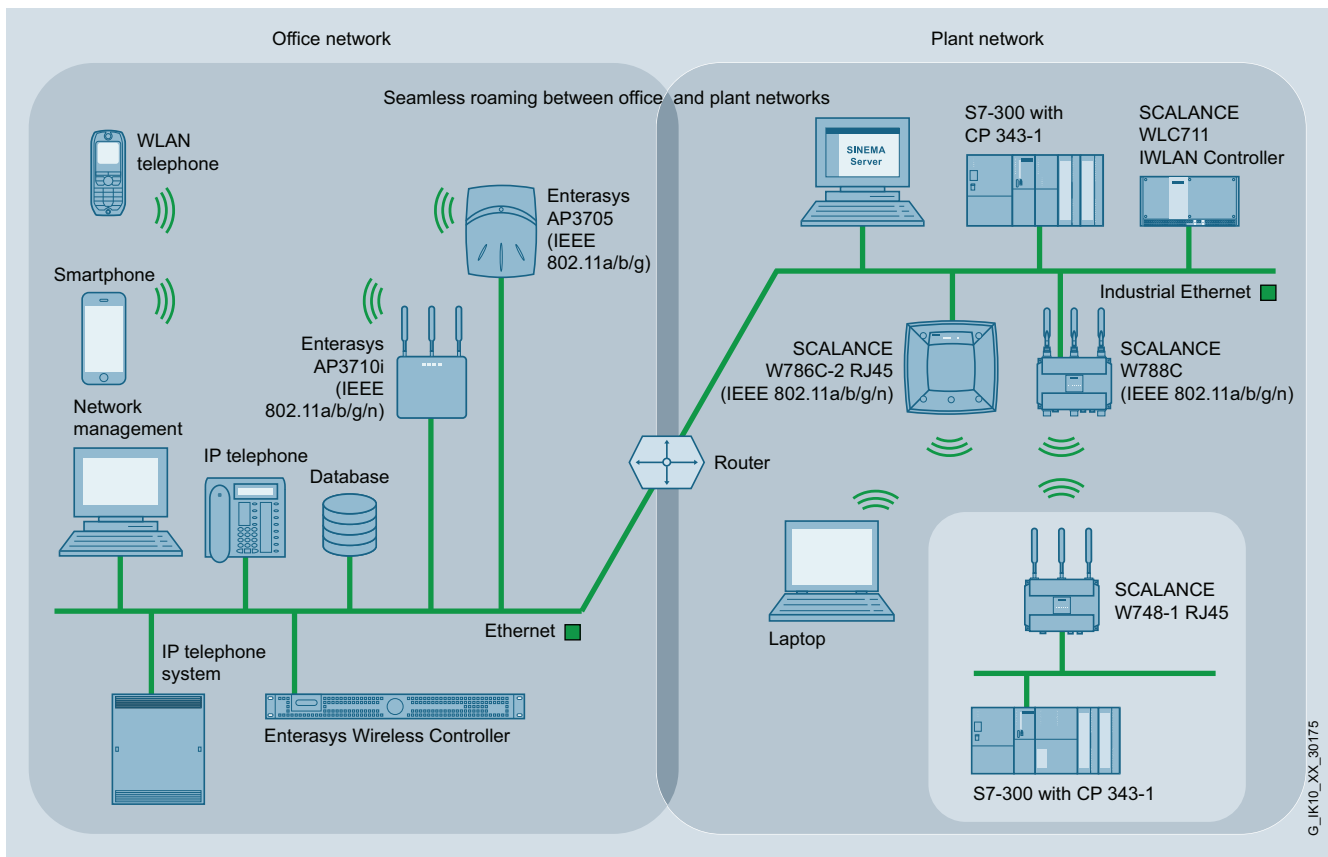 Office network
Plant network
Seamless roaming between office and plant networks
WLAN
telephone
Enterasys
AP3705
(IEEE
802.11a/b/g)
Smartphone
Enterasys
AP3710i
(IEEE
802.11a/b/g/n)
Network
management
IP telephone
Database
Ethernet
IP telephone
system
Enterasys Wireless Controller
Router
SINEMA
Server
S7-300 with
CP 343-1
SCALANCE
WLC711
IWLAN Controller
Industrial Ethernet
SCALANCE
W786C-2 RJ45
(IEEE 802.11a/b/g/n)
SCALANCE
W788C
(IEEE 802.11a/b/g/n)
Laptop
SCALANCE
W748-1 RJ45
S7-300 with CP 343-1
G_IK10_XX_30175